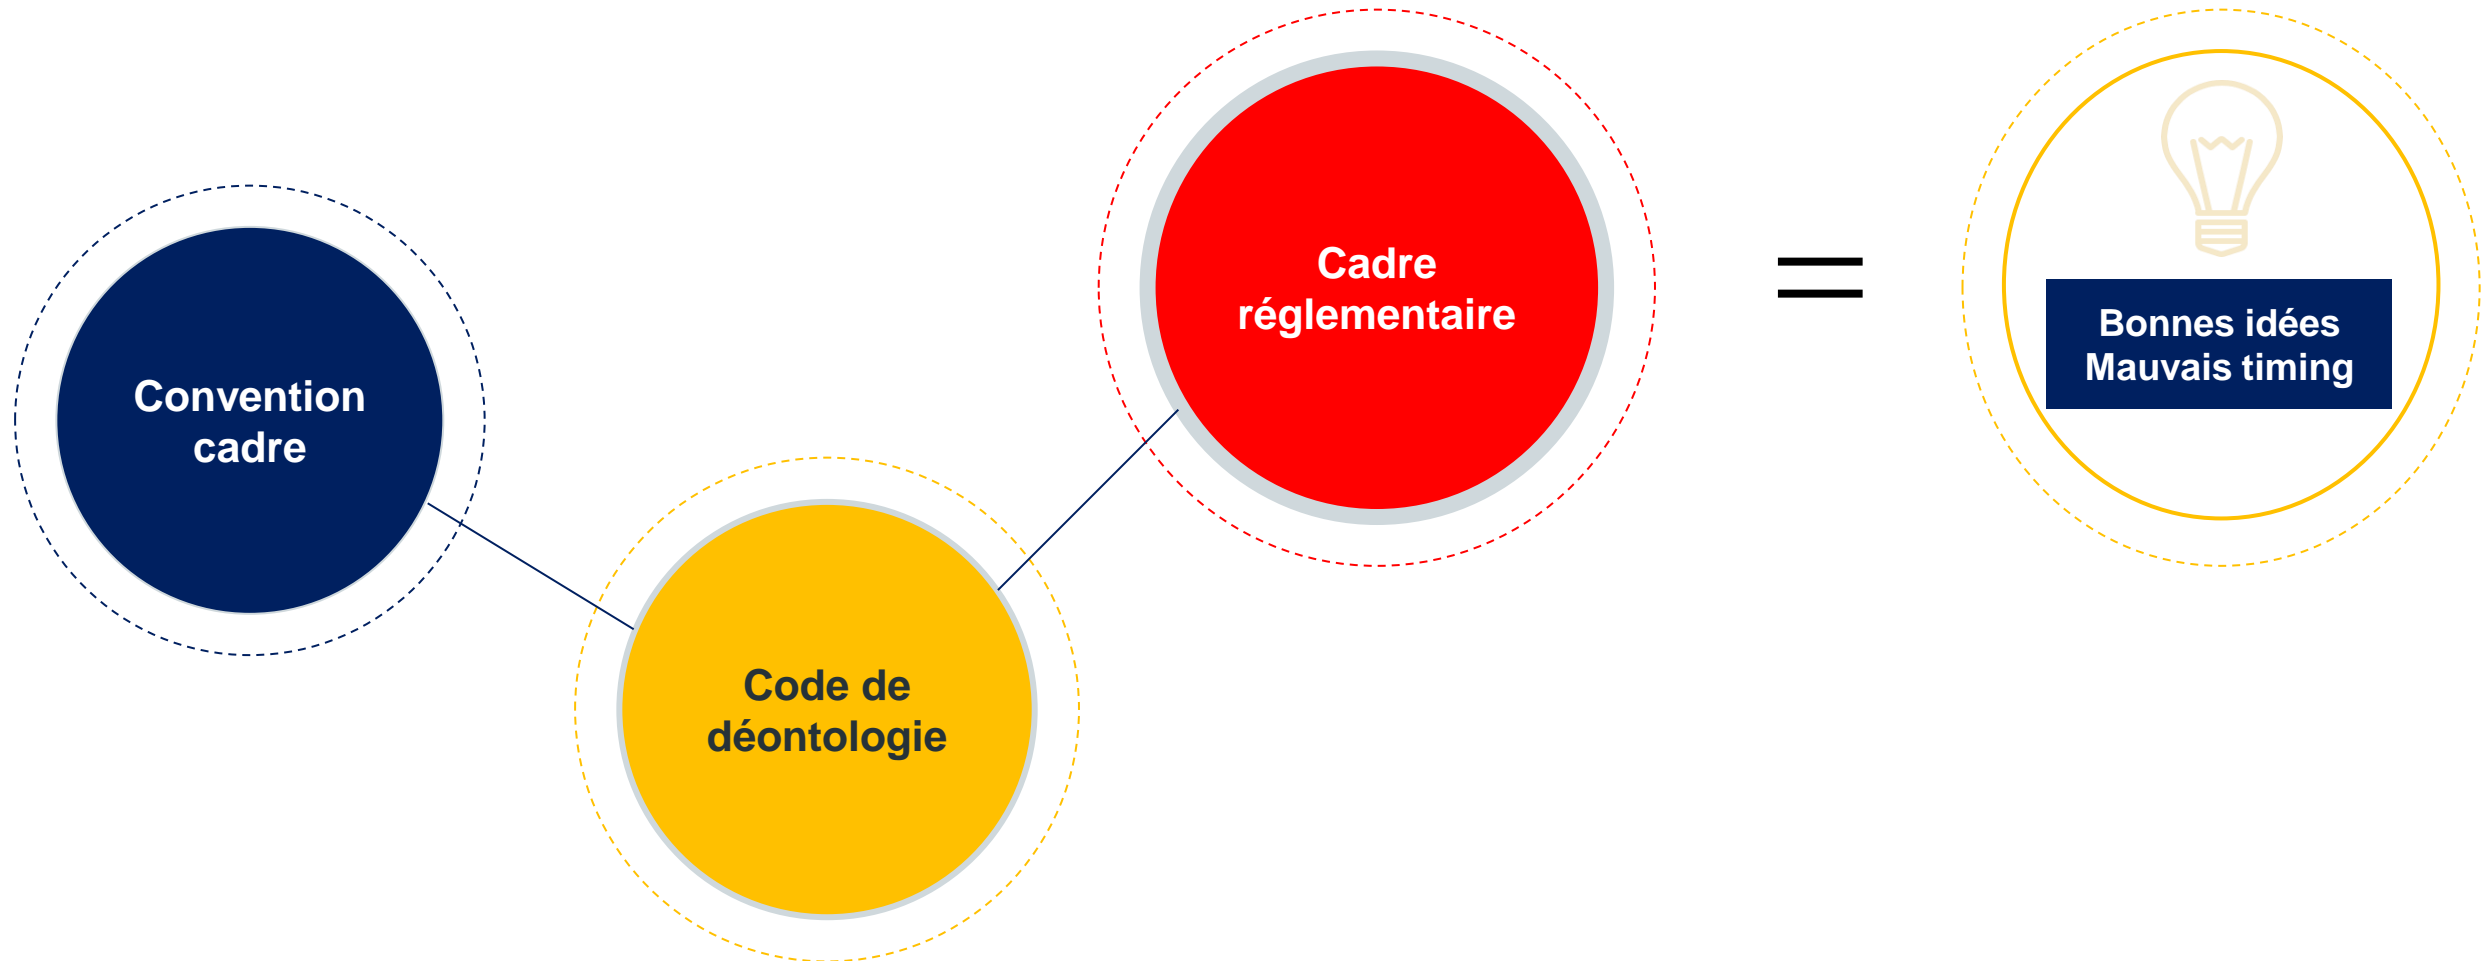 Convention
cadre
Code de
déontologie
Cadre
réglementaire
=
Bonnes idées
Mauvais timing